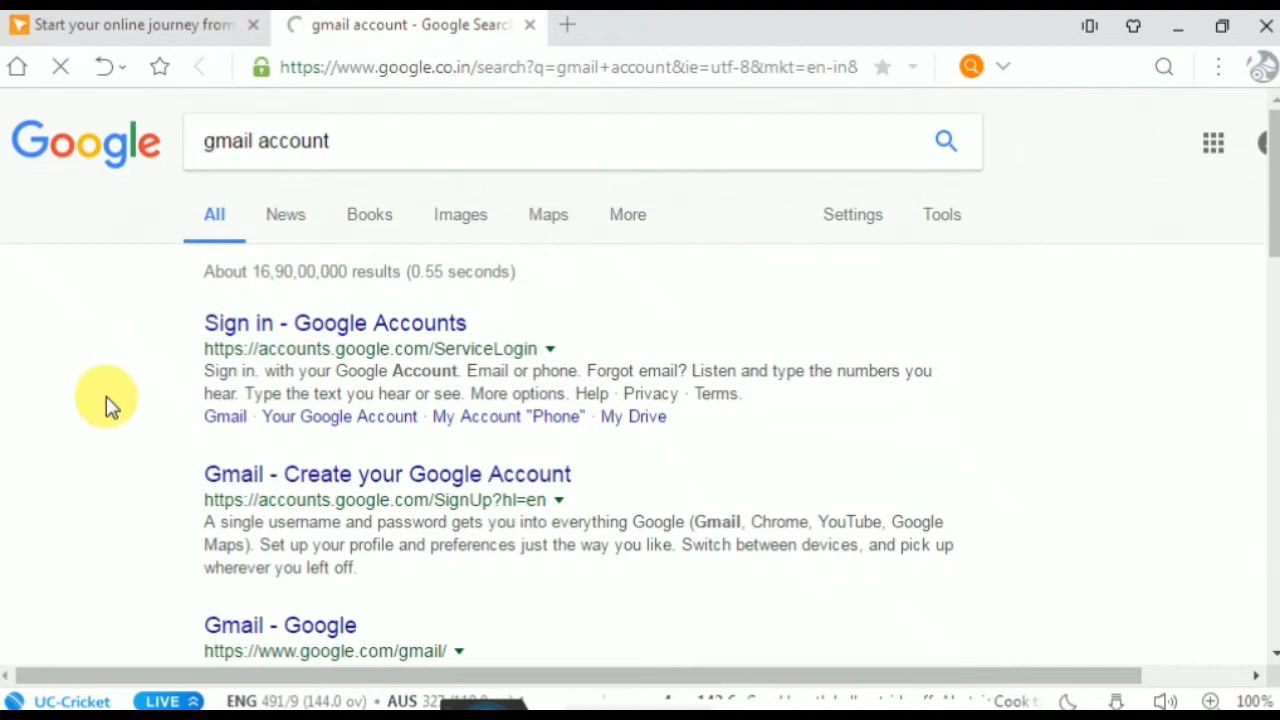 Start your online journey from
gmail account - Google Searc
https://www.google.co.in/search?q=gmail+account&ie=utf-8&mkt=en-in&
Google
gmail account
All News Books Images Maps More Settings Tools
About 16,90,00,000 results (0.55 seconds)
Sign in - Google Accounts
https://accounts.google.com/ServiceLogin
Sign in. with your Google Account. Email or phone. Forgot email? Listen and type the numbers you
hear. Type the text you hear or see. More options. Help · Privacy · Terms.
Gmail · Your Google Account · My Account "Phone" · My Drive
Gmail - Create your Google Account
https://accounts.google.com/SignUp?hl=en
A single username and password gets you into everything Google (Gmail, Chrome, YouTube, Google
Maps). Set up your profile and preferences just the way you like. Switch between devices, and pick up
wherever you left off.
Gmail - Google
https://www.google.com/gmail/
UC-Cricket LIVE ENG 491/9 (144.0 ov) • AUS Cook 100%